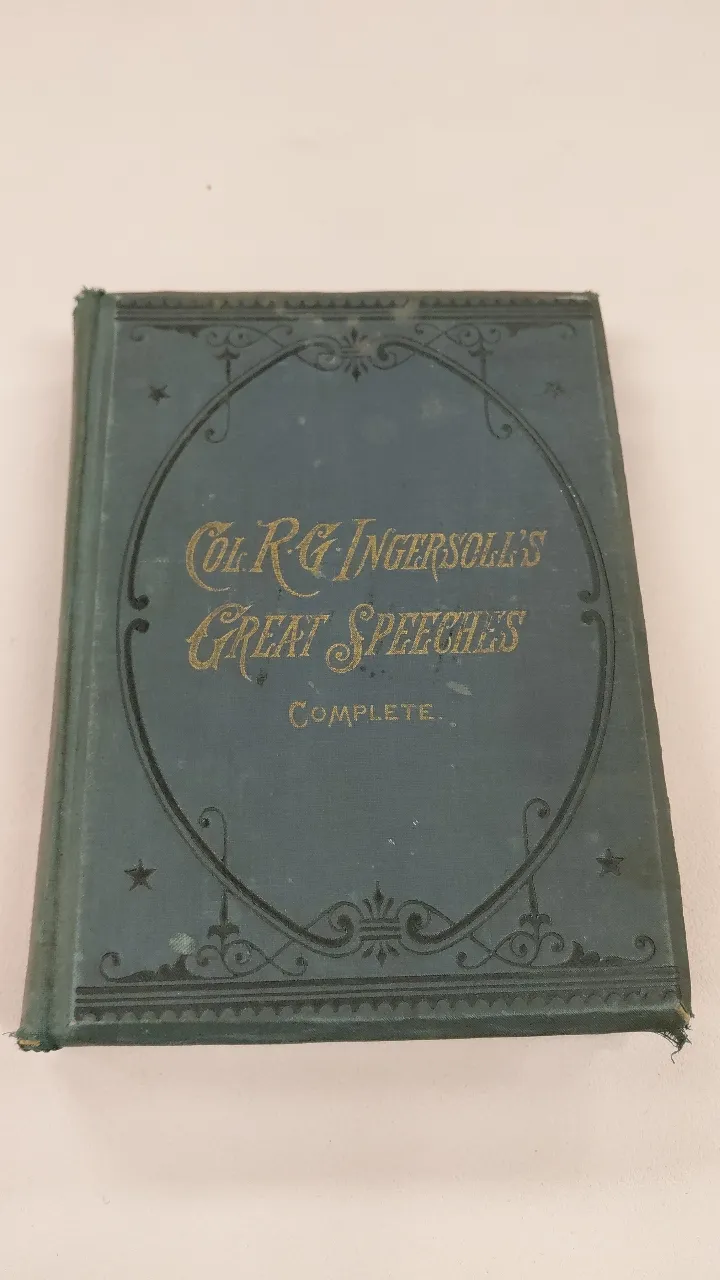 COL. R. G. INGERSOLL'S
GREAT SPEECHES
COMPLETE.